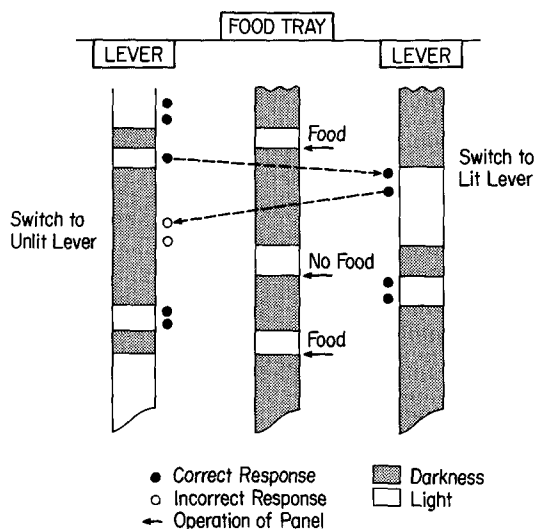 FOOD TRAY
LEVER
LEVER
Food
Switch to
Lit Lever
Switch to
Unlit Lever
No Food
Food
Correct Response
Incorrect Response
Operation of Panel
Darkness
Light